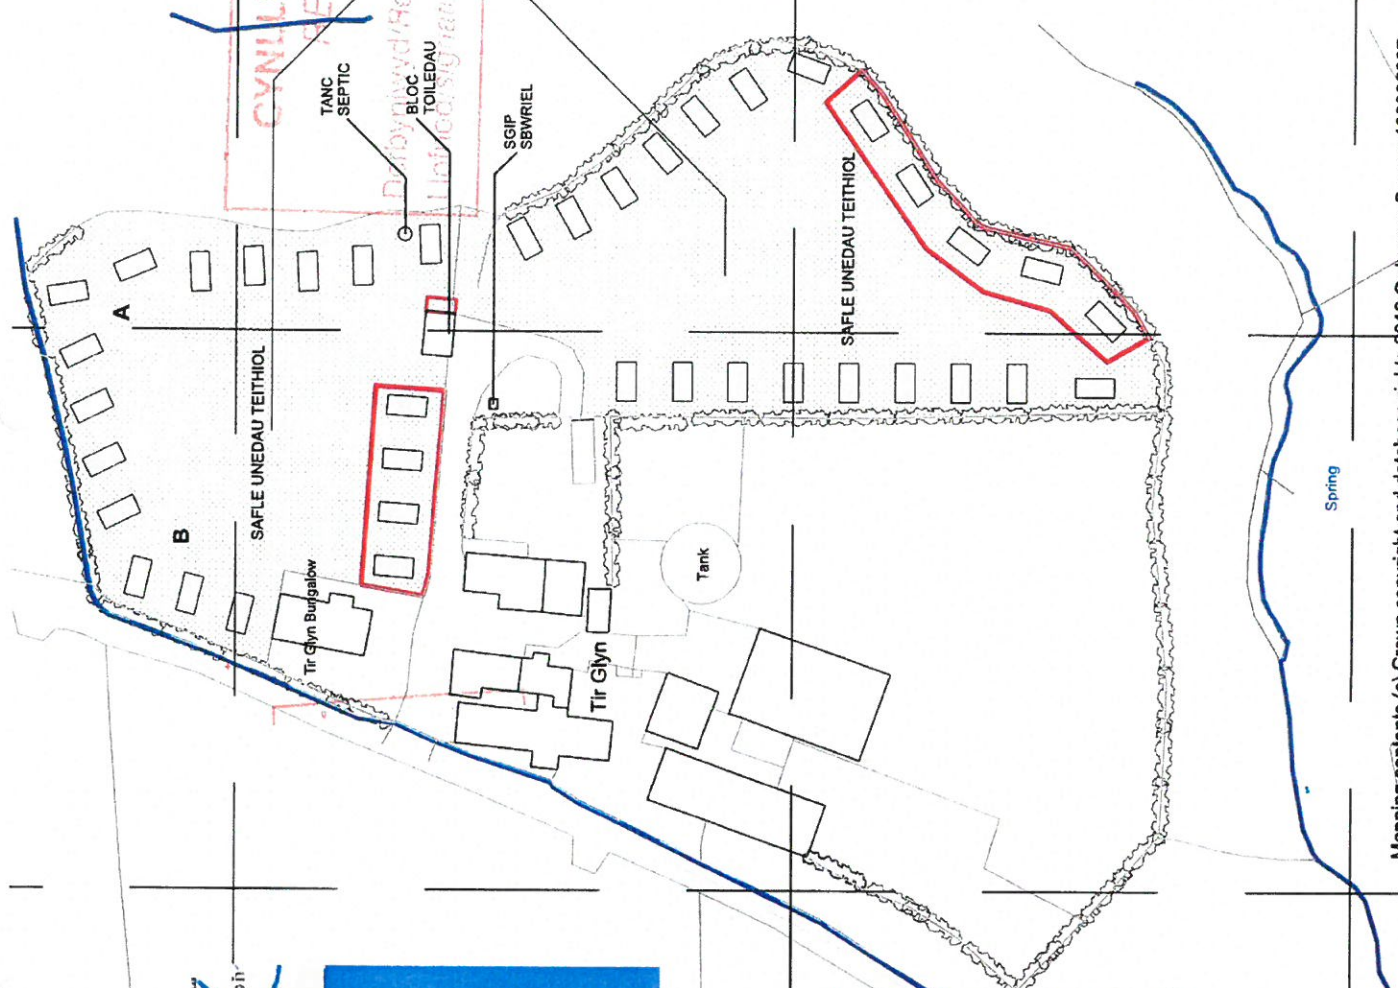 CYNLL
TANC
SEPTIC
BLOC
TOILEDAU
SGIP
SBWRIEL
A
SAFLE UNEDAU TEITHIOL
B
SAFLE UNEDAU TEITHIOL
Tir Glyn Bungalow
Tir Glyn
Tank
Spring